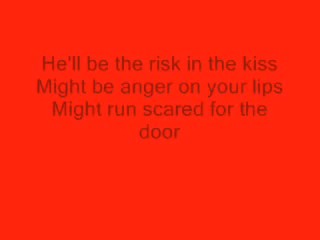 He'll be the risk in the kiss
Might be anger on your lips
Might run scared for the
door